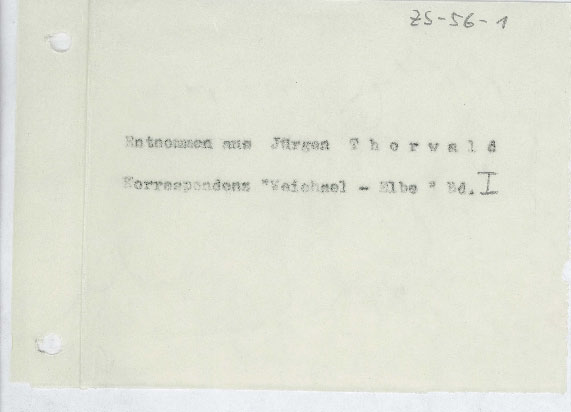 ZS-56-1
Entnommen aus Jürgen T h o r w a l d
Korrespondenz "Weichsel - Elbe " Bd. I